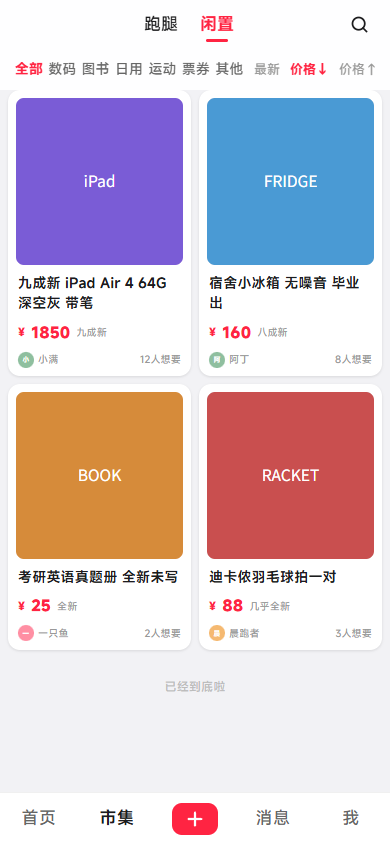 跑腿 闲置
全部 数码 图书 日用 运动 票券 其他 最新 价格↓ 价格↑
iPad
九成新 iPad Air 4 64G
深空灰 带笔
¥ 1850 九成新
小 小满 12人想要
FRIDGE
宿舍小冰箱 无噪音 毕业
出
¥ 160 八成新
阿 阿丁 8人想要
BOOK
考研英语真题册 全新未写
¥ 25 全新
一 一只鱼 2人想要
RACKET
迪卡侬羽毛球拍一对
¥ 88 几乎全新
晨 晨跑者 3人想要
已经到底啦
首页 市集 + 消息 我